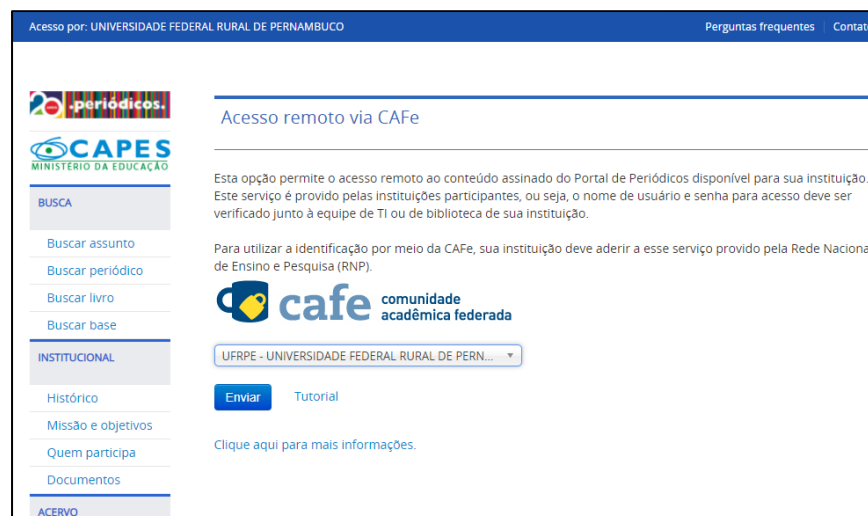 Acesso por: UNIVERSIDADE FEDERAL RURAL DE PERNAMBUCO
Perguntas frequentes
Contat
20 .periódicos.
CAPES
MINISTÉRIO DA EDUCAÇÃO
BUSCA
Buscar assunto
Buscar periódico
Buscar livro
Buscar base
INSTITUCIONAL
Histórico
Missão e objetivos
Quem participa
Documentos
ACERVO
Acesso remoto via CAFe
Esta opção permite o acesso remoto ao conteúdo assinado do Portal de Periódicos disponível para sua instituição.
Este serviço é provido pelas instituições participantes, ou seja, o nome de usuário e senha para acesso deve ser
verificado junto à equipe de TI ou de biblioteca de sua instituição.
Para utilizar a identificação por meio da CAFe, sua instituição deve aderir a esse serviço provido pela Rede Naciona
de Ensino e Pesquisa (RNP).
cafe comunidade
acadêmica federada
UFRPE - UNIVERSIDADE FEDERAL RURAL DE PERN...
Enviar
Tutorial
Clique aqui para mais informações.